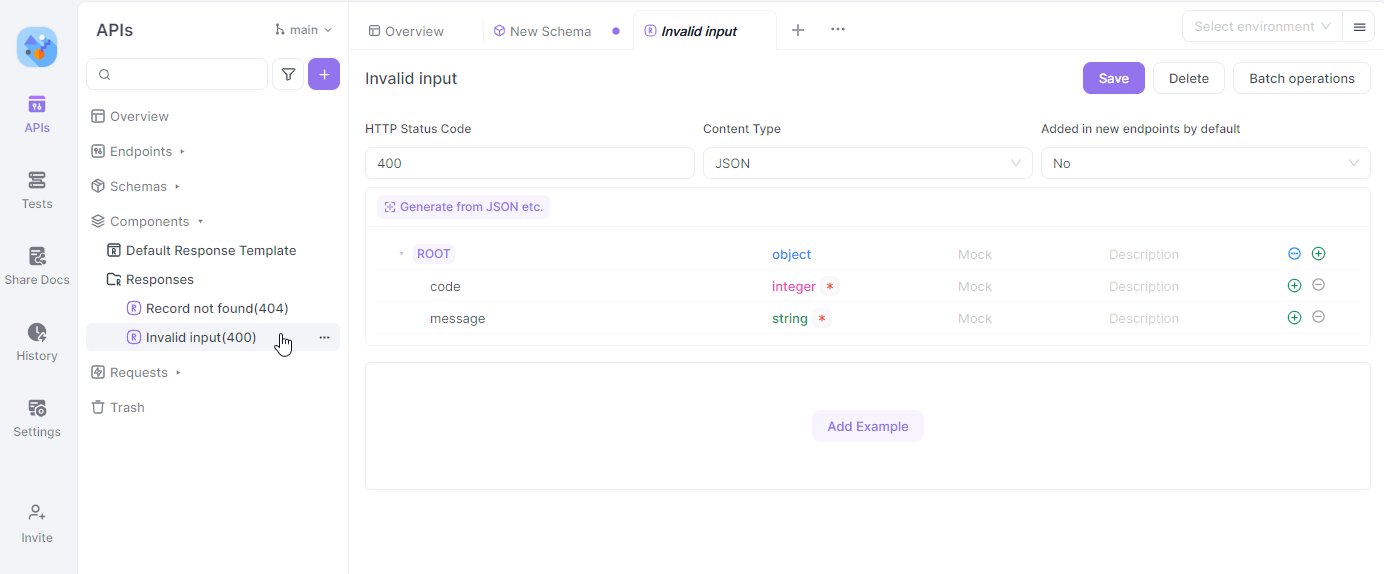 APIs
Tests
Share Docs
History
Settings
Invite
APIs
main
Overview
Endpoints
Schemas
Components
Default Response Template
Responses
Record not found(404)
Invalid input(400)
Requests
Trash
Overview
New Schema
Invalid input
Select environment
Invalid input
Save
Delete
Batch operations
HTTP Status Code
Content Type
Added in new endpoints by default
400
JSON
No
Generate from JSON etc.
ROOT object Mock Description
code integer * Mock Description
message string * Mock Description
Add Example